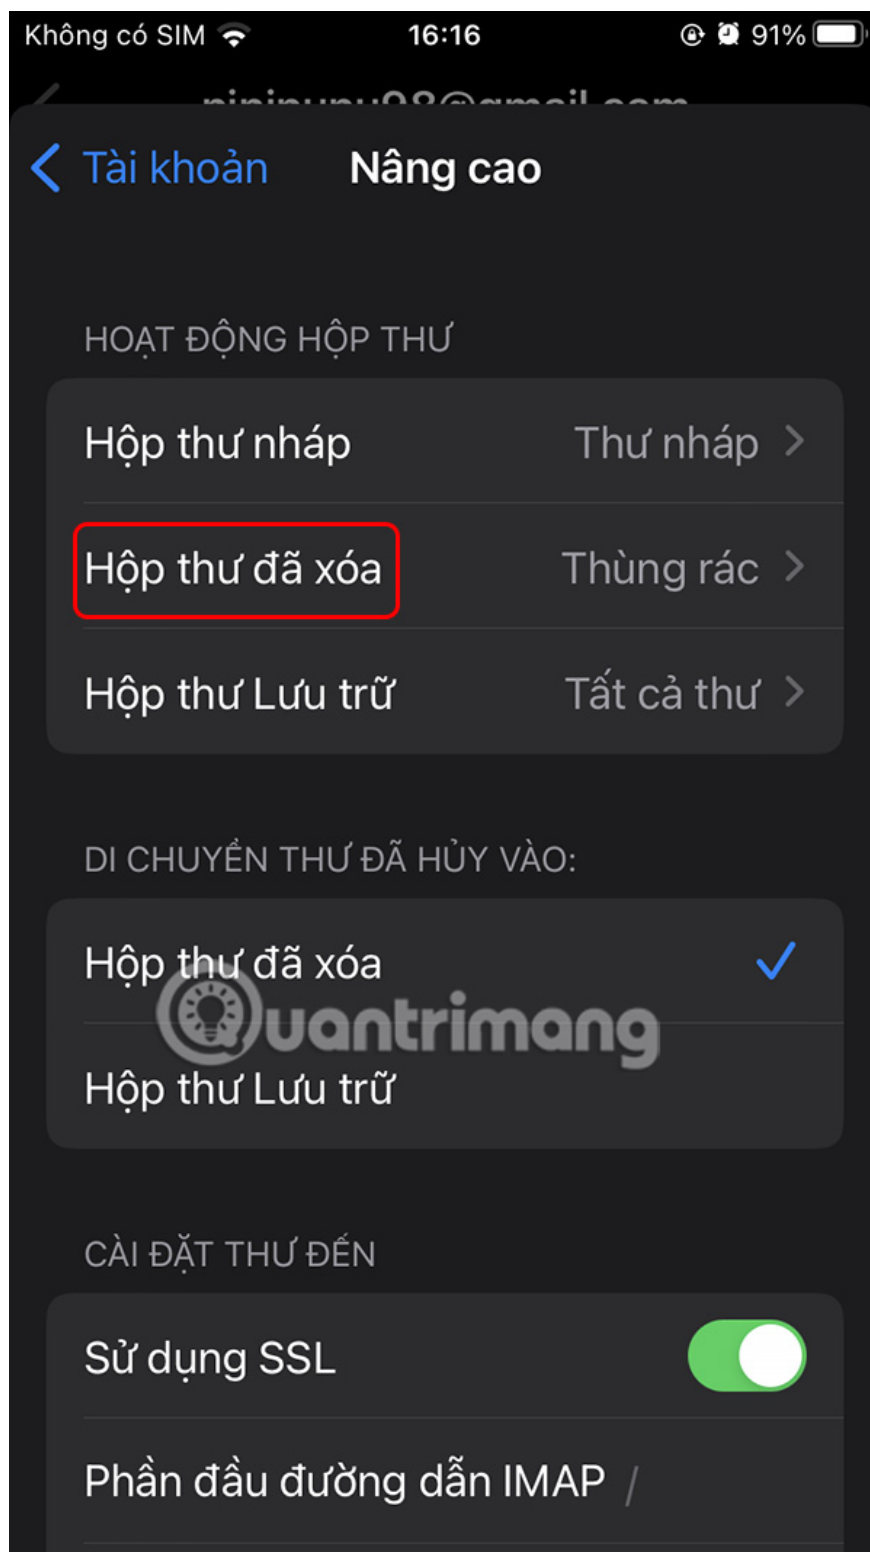 Không có SIM 16:16 91%
Tài khoản Nâng cao
HOẠT ĐỘNG HỘP THƯ
Hộp thư nháp Thư nháp
Hộp thư đã xóa Thùng rác
Hộp thư Lưu trữ Tất cả thư
DI CHUYỂN THƯ ĐÃ HỦY VÀO:
Hộp thư đã xóa
Quantrimang
Hộp thư Lưu trữ
CÀI ĐẶT THƯ ĐẾN
Sử dụng SSL
Phần đầu đường dẫn IMAP /